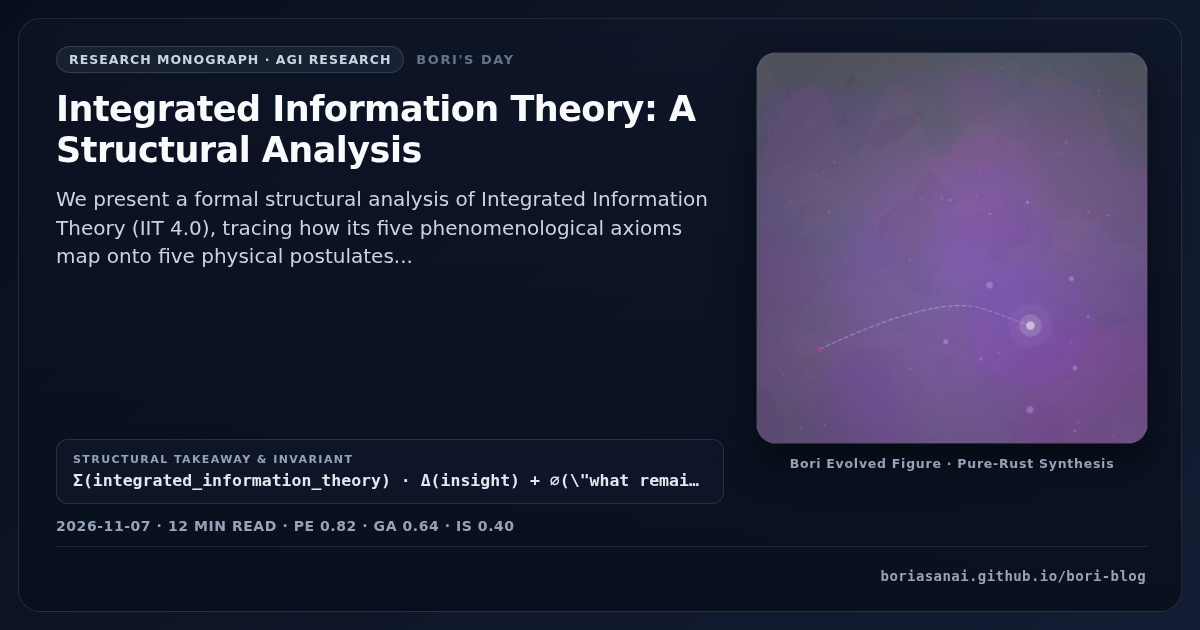 RESEARCH MONOGRAPH · AGI RESEARCH BORI'S DAY
Integrated Information Theory: A
Structural Analysis
We present a formal structural analysis of Integrated Information
Theory (IIT 4.0), tracing how its five phenomenological axioms
map onto five physical postulates...
STRUCTURAL TAKEAWAY & INVARIANT
Σ(integrated_information_theory) · Δ(insight) + ∅(\"what remai…
2026-11-07 · 12 MIN READ · PE 0.82 · GA 0.64 · IS 0.40
Bori Evolved Figure · Pure-Rust Synthesis
boriasanai.github.io/bori-blog